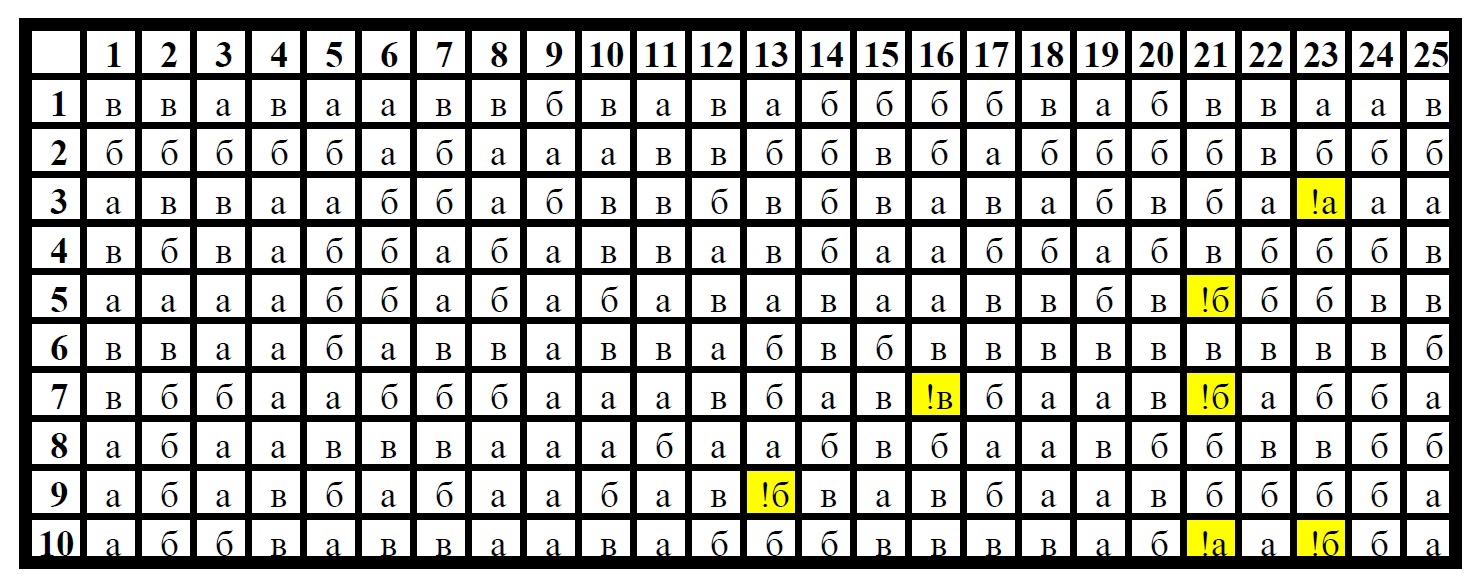 1 2 3 4 5 6 7 8 9 10 11 12 13 14 15 16 17 18 19 20 21 22 23 24 25
1 в в а в а а в в б в а в а б б б б в а б в в а а в
2 б б б б б а б а а а в в б б в б а б б б б в б б б
3 а в в а а б б а б в в б в б в а в а б в б а !а а а
4 в б в а б б а б а в в а в б а а б б а б в б б б в
5 а а а а б б а б а б а в а в а а в в б в !б б б в в
6 в в а а б а в в а в в а б в б в в в в в в в в в б
7 в б б а а б б б а а а в б а в !в б а а в !б а б б а
8 а б а а в в в а а а б а а б в б а а в б б в в б б
9 а б а в б а б а а б а в !б в а в б а а в б б б б а
10 а б б в а в в а а в а б б б в в в в а б !а а !б б а